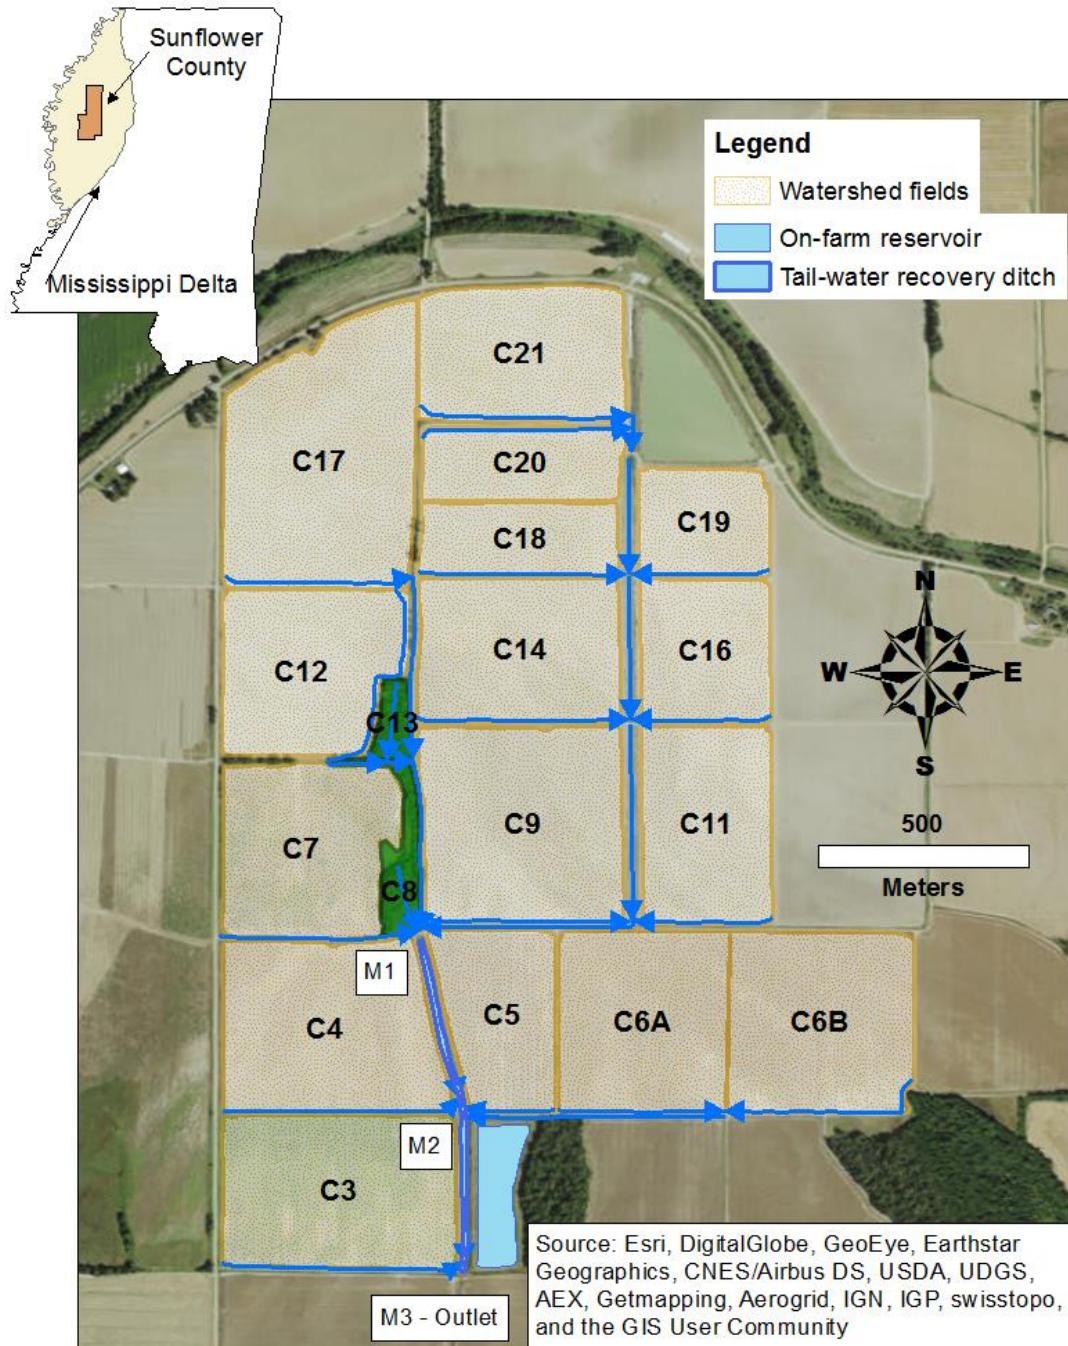 Sunflower
County
Mississippi Delta
Legend
Watershed fields
On-farm reservoir
Tail-water recovery ditch
C21
C17
C20
C19
C18
N
C14
C16
C12
W
E
C13
S
C9
C11
500
C7
Meters
C8
M1
C4
C5
C6A
C6B
M2
C3
M3 - Outlet
Source: Esri, DigitalGlobe, GeoEye, Earthstar
Geographics, CNES/Airbus DS, USDA, UDGS,
AEX, Getmapping, Aerogrid, IGN, IGP, swisstopo,
and the GIS User Community